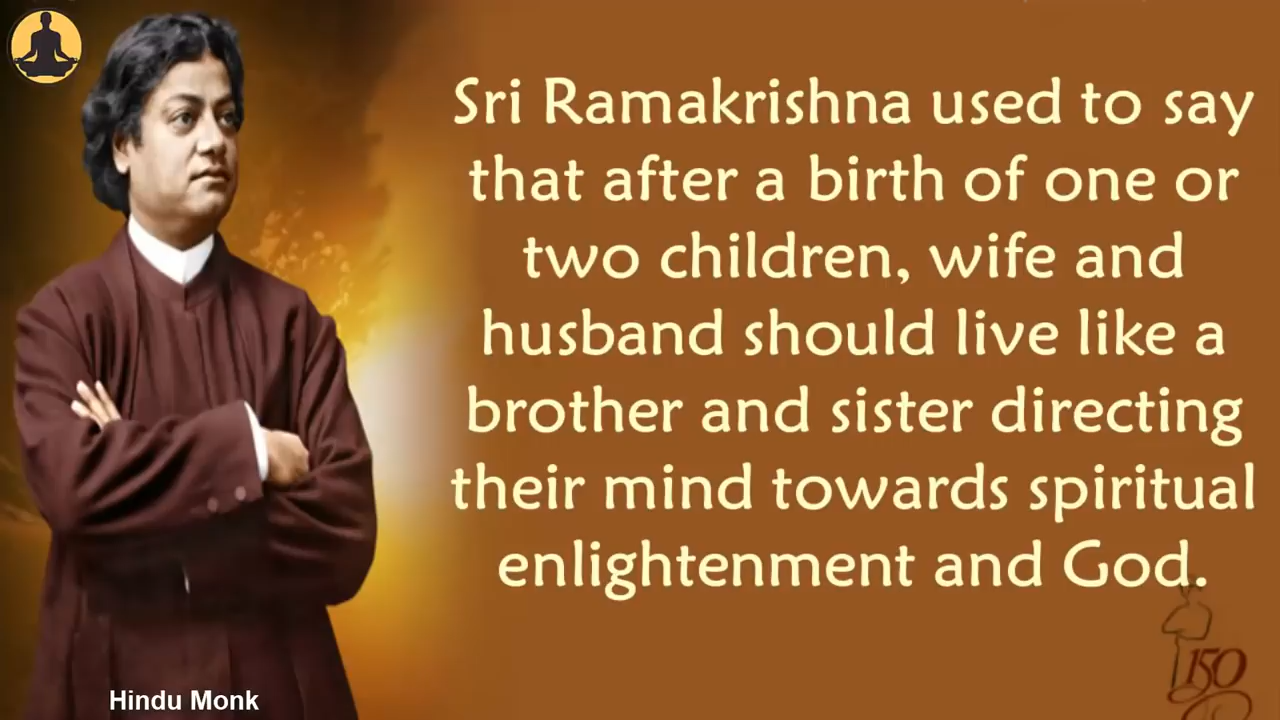 Sri Ramakrishna used to say
that after a birth of one or
two children, wife and
husband should live like a
brother and sister directing
their mind towards spiritual
enlightenment and God.
150
Hindu Monk